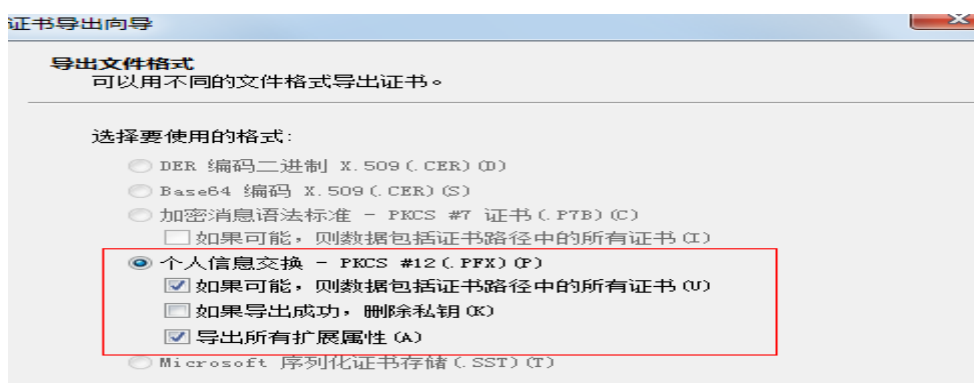 证书导出向导
导出文件格式
可以用不同的文件格式导出证书。
选择要使用的格式:
DER 编码二进制 X.509(.CER)(D)
Base64 编码 X.509(.CER)(S)
加密消息语法标准 - PKCS #7 证书(.P7B)(C)
如果可能，则数据包括证书路径中的所有证书(I)
个人信息交换 - PKCS #12(.PFX)(P)
如果可能，则数据包括证书路径中的所有证书(U)
如果导出成功，删除私钥(K)
导出所有扩展属性(A)
Microsoft 序列化证书存储(.SST)(T)